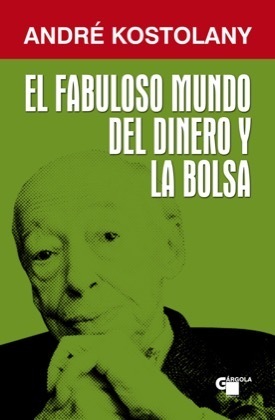 ANDRÉ KOSTOLANY
EL FABULOSO MUNDO
DEL DINERO Y
LA BOLSA
GÁRGOLA